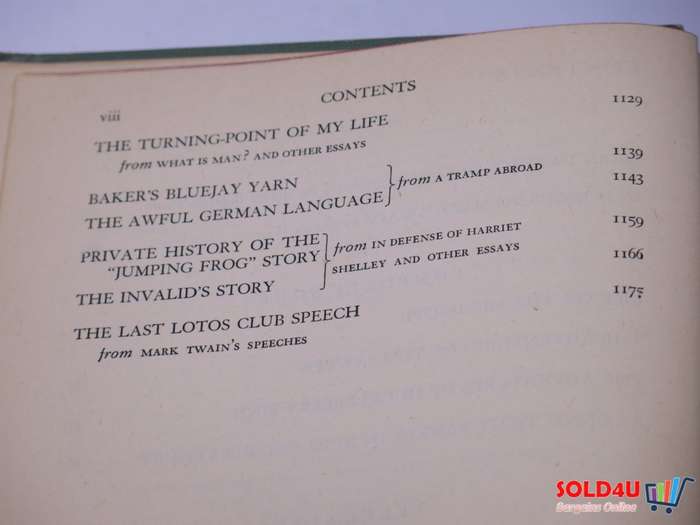 viii
CONTENTS
THE TURNING-POINT OF MY LIFE 1129
from WHAT IS MAN? AND OTHER ESSAYS
BAKER'S BLUEJAY YARN 1139
THE AWFUL GERMAN LANGUAGE from A TRAMP ABROAD 1143
PRIVATE HISTORY OF THE
"JUMPING FROG" STORY 1159
THE INVALID'S STORY 1166
from IN DEFENSE OF HARRIET
SHELLEY AND OTHER ESSAYS
THE LAST LOTOS CLUB SPEECH 1175
from MARK TWAIN'S SPEECHES
SOLD4U
Bargains Online